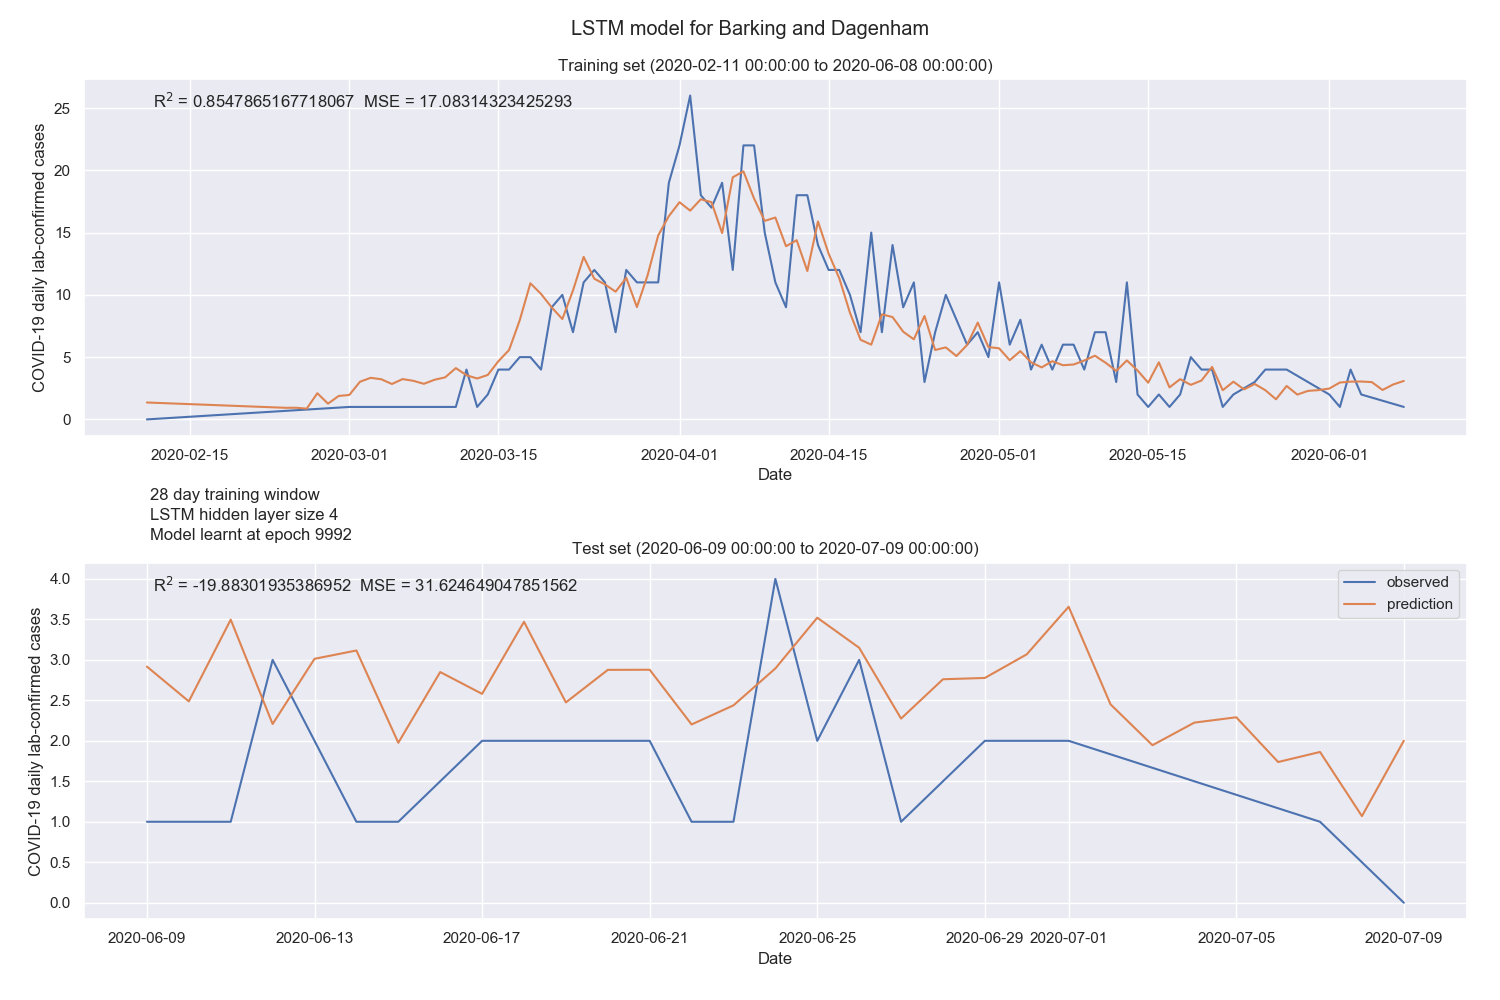 LSTM model for Barking and Dagenham
Training set (2020-02-11 00:00:00 to 2020-06-08 00:00:00)
R² = 0.8547865167718067 MSE = 17.08314323425293
COVID-19 daily lab-confirmed cases
25
20
15
10
5
0
2020-02-15 2020-03-01 2020-03-15 2020-04-01 2020-04-15 2020-05-01 2020-05-15 2020-06-01
Date
28 day training window
LSTM hidden layer size 4
Model learnt at epoch 9992
Test set (2020-06-09 00:00:00 to 2020-07-09 00:00:00)
R² = -19.88301935386952 MSE = 31.624649047851562
observed
prediction
COVID-19 daily lab-confirmed cases
4.0
3.5
3.0
2.5
2.0
1.5
1.0
0.5
0.0
2020-06-09 2020-06-13 2020-06-17 2020-06-21 2020-06-25 2020-06-29 2020-07-01 2020-07-05 2020-07-09
Date